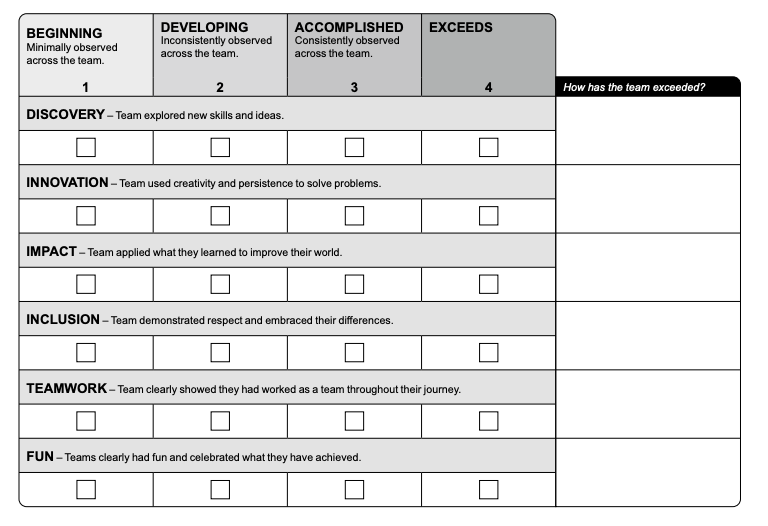 BEGINNING
Minimally observed
across the team.
1
DEVELOPING
Inconsistently observed
across the team.
2
ACCOMPLISHED
Consistently observed
across the team.
3
EXCEEDS
4
How has the team exceeded?
DISCOVERY – Team explored new skills and ideas.
INNOVATION – Team used creativity and persistence to solve problems.
IMPACT – Team applied what they learned to improve their world.
INCLUSION – Team demonstrated respect and embraced their differences.
TEAMWORK – Team clearly showed they had worked as a team throughout their journey.
FUN – Teams clearly had fun and celebrated what they have achieved.